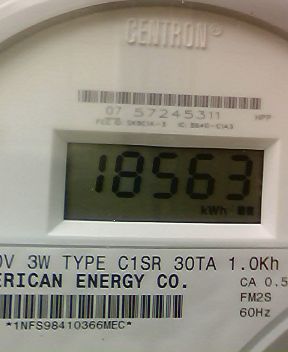 CENTRON®
07 57245311 HPP
18563
kWh
0V 3W TYPE C1SR 30TA 1.0Kh
ERICAN ENERGY CO. CA 0.5
FM2S
60Hz
*1NFS98410366MEC*